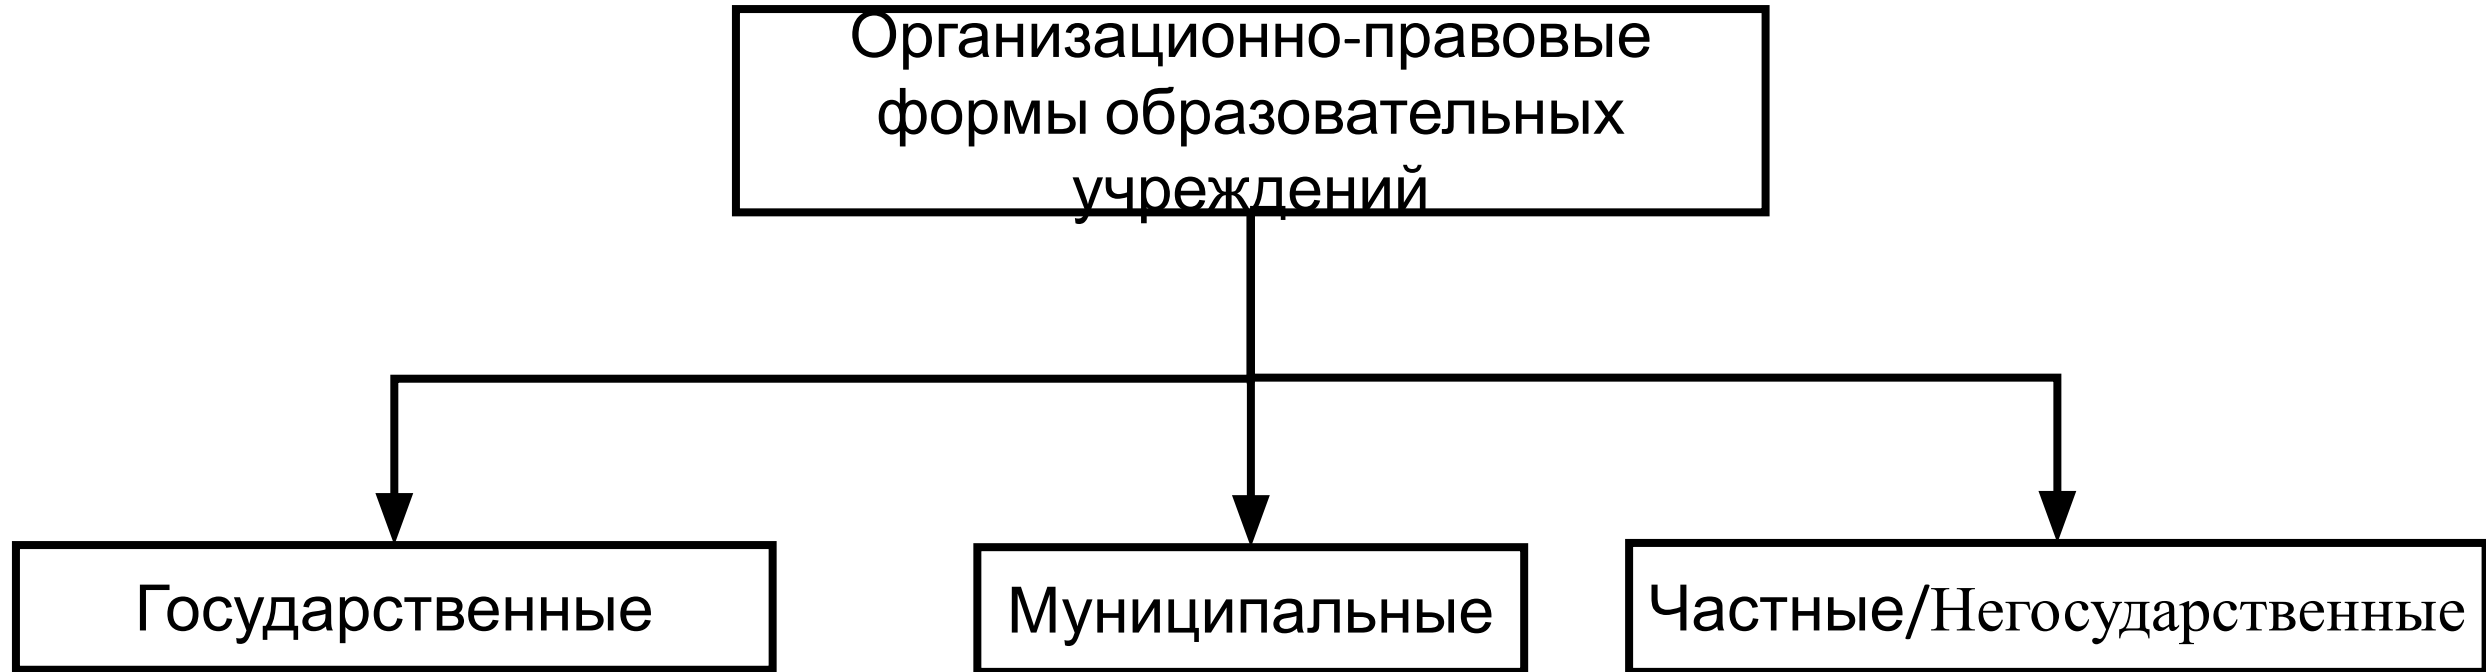 Организационно-правовые
формы образовательных
учреждений
Государственные
Муниципальные
Частные/Негосударственные